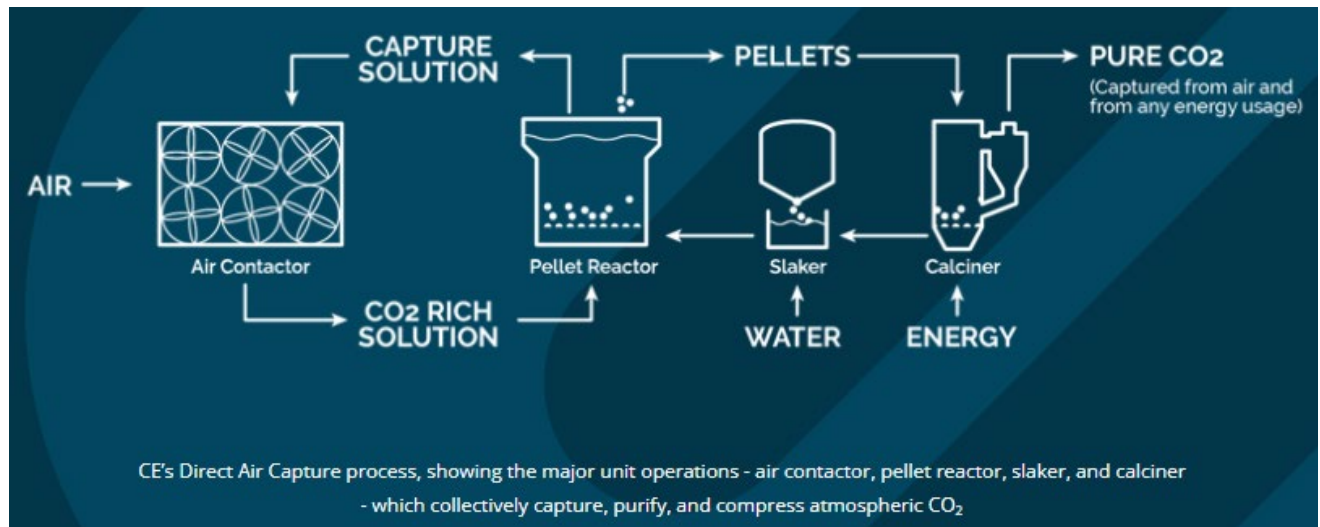 CAPTURE
SOLUTION
PELLETS
PURE CO2
(Captured from air and
from any energy usage)
AIR
Air Contactor
Pellet Reactor
Slaker
Calciner
CO2 RICH
SOLUTION
WATER
ENERGY
CE's Direct Air Capture process, showing the major unit operations - air contactor, pellet reactor, slaker, and calciner
- which collectively capture, purify, and compress atmospheric CO₂